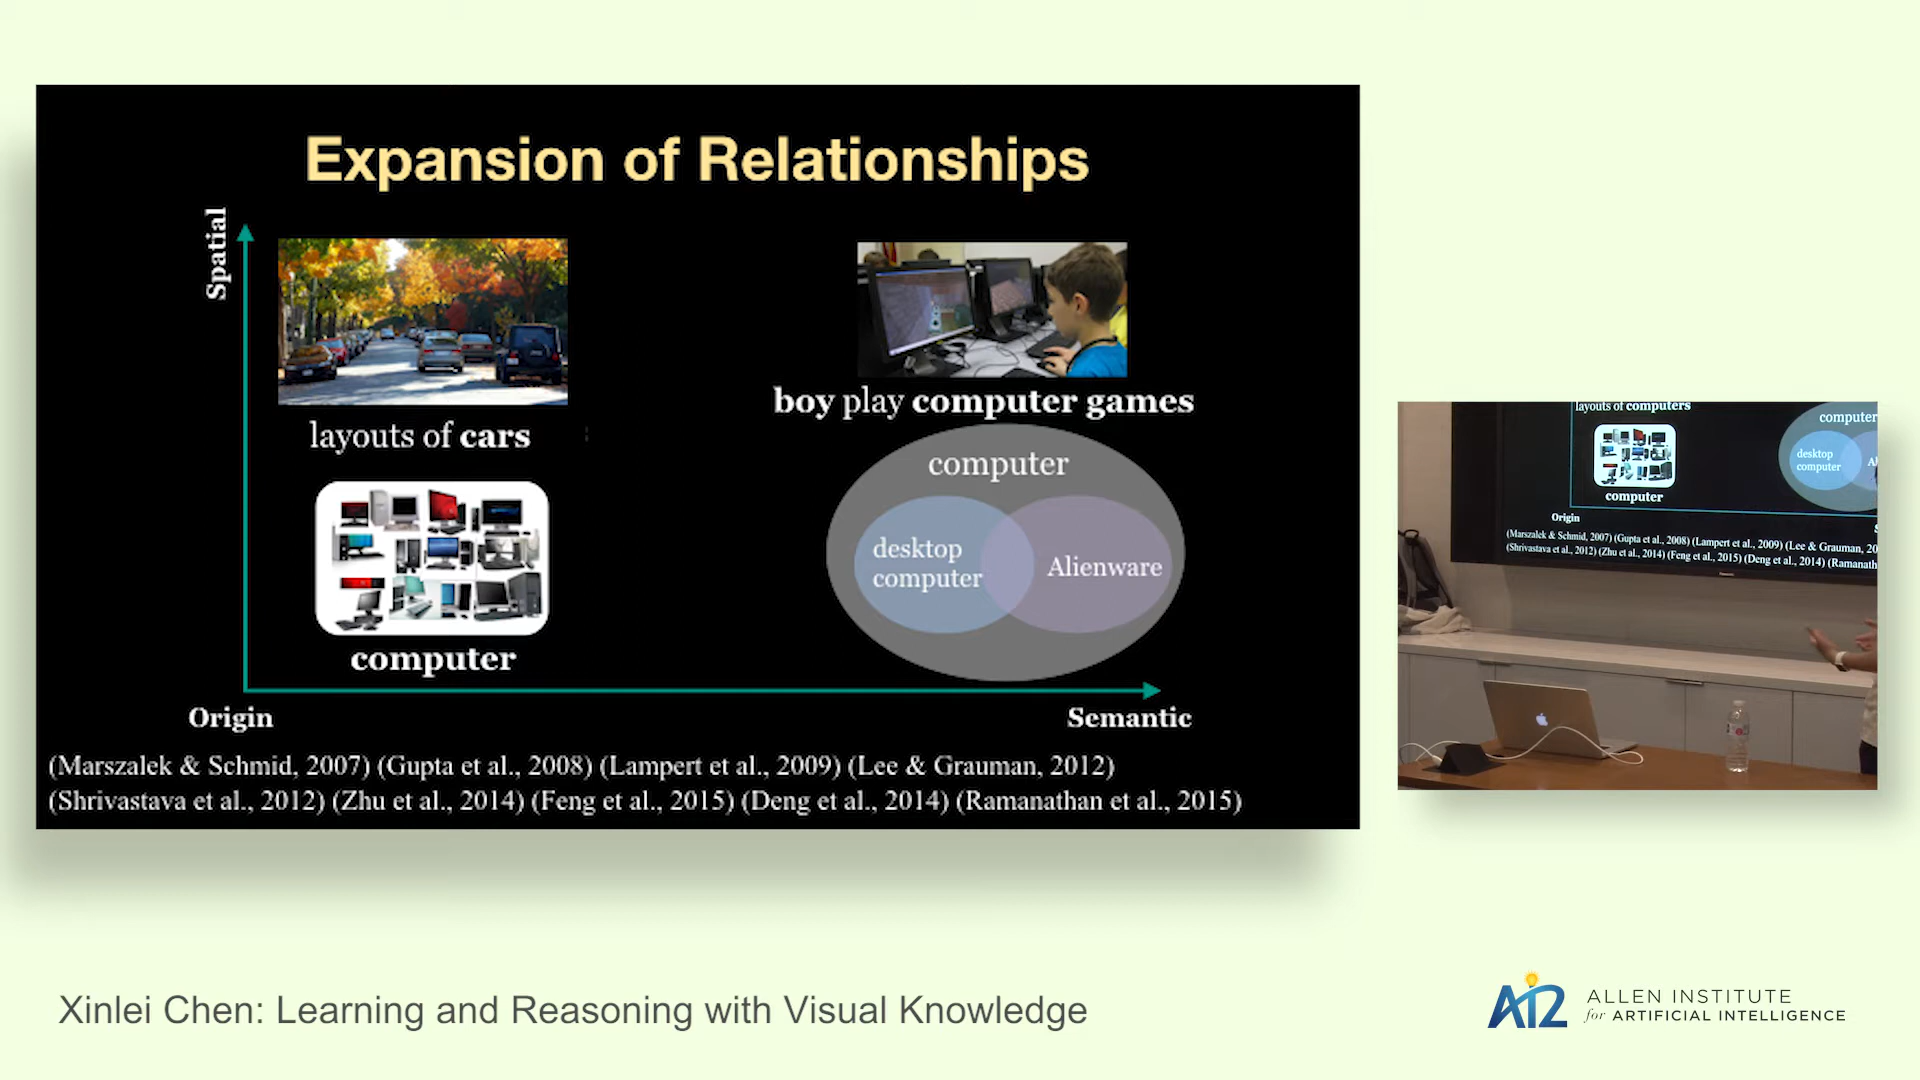 Expansion of Relationships
Spatial
layouts of cars
boy play computer games
computer
desktop
computer
Alienware
computer
Origin
Semantic
(Marszalek & Schmid, 2007) (Gupta et al., 2008) (Lampert et al., 2009) (Lee & Grauman, 2012)
(Shrivastava et al., 2012) (Zhu et al., 2014) (Feng et al., 2015) (Deng et al., 2014) (Ramanathan et al., 2015)
layouts of computers
computer
desktop
computer
Al
computer
Origin
S
(Marszalek & Schmid, 2007) (Gupta et al., 2008) (Lampert et al., 2009) (Lee & Grauman, 20
(Shrivastava et al., 2012) (Zhu et al., 2014) (Feng et al., 2015) (Deng et al., 2014) (Ramanath
Xinlei Chen: Learning and Reasoning with Visual Knowledge
AI2
ALLEN INSTITUTE
for ARTIFICIAL INTELLIGENCE